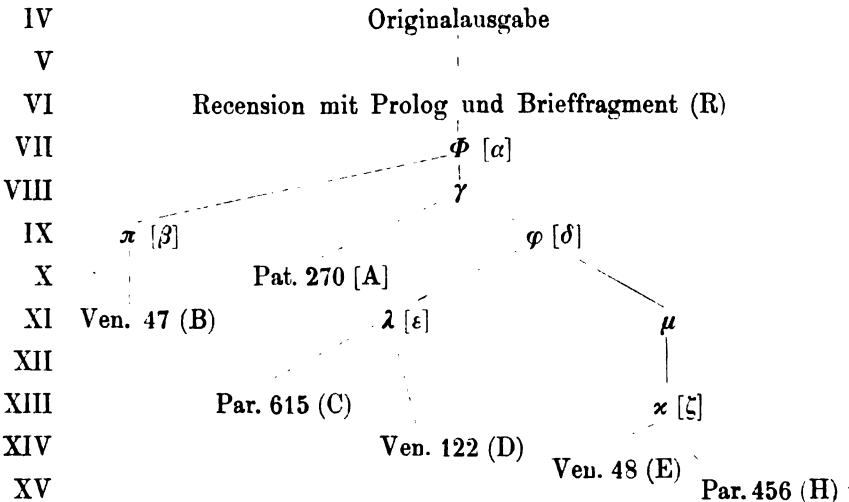 IV Originalausgabe
V
VI Recension mit Prolog und Brieffragment (R)
VII Φ [α]
VIII γ
IX π [β] φ [δ]
X Pat. 270 [A]
XI Ven. 47 (B) λ [ε] μ
XII
XIII Par. 615 (C) ϰ [ζ]
XIV Ven. 122 (D) Ven. 48 (E)
XV Par. 456 (H)